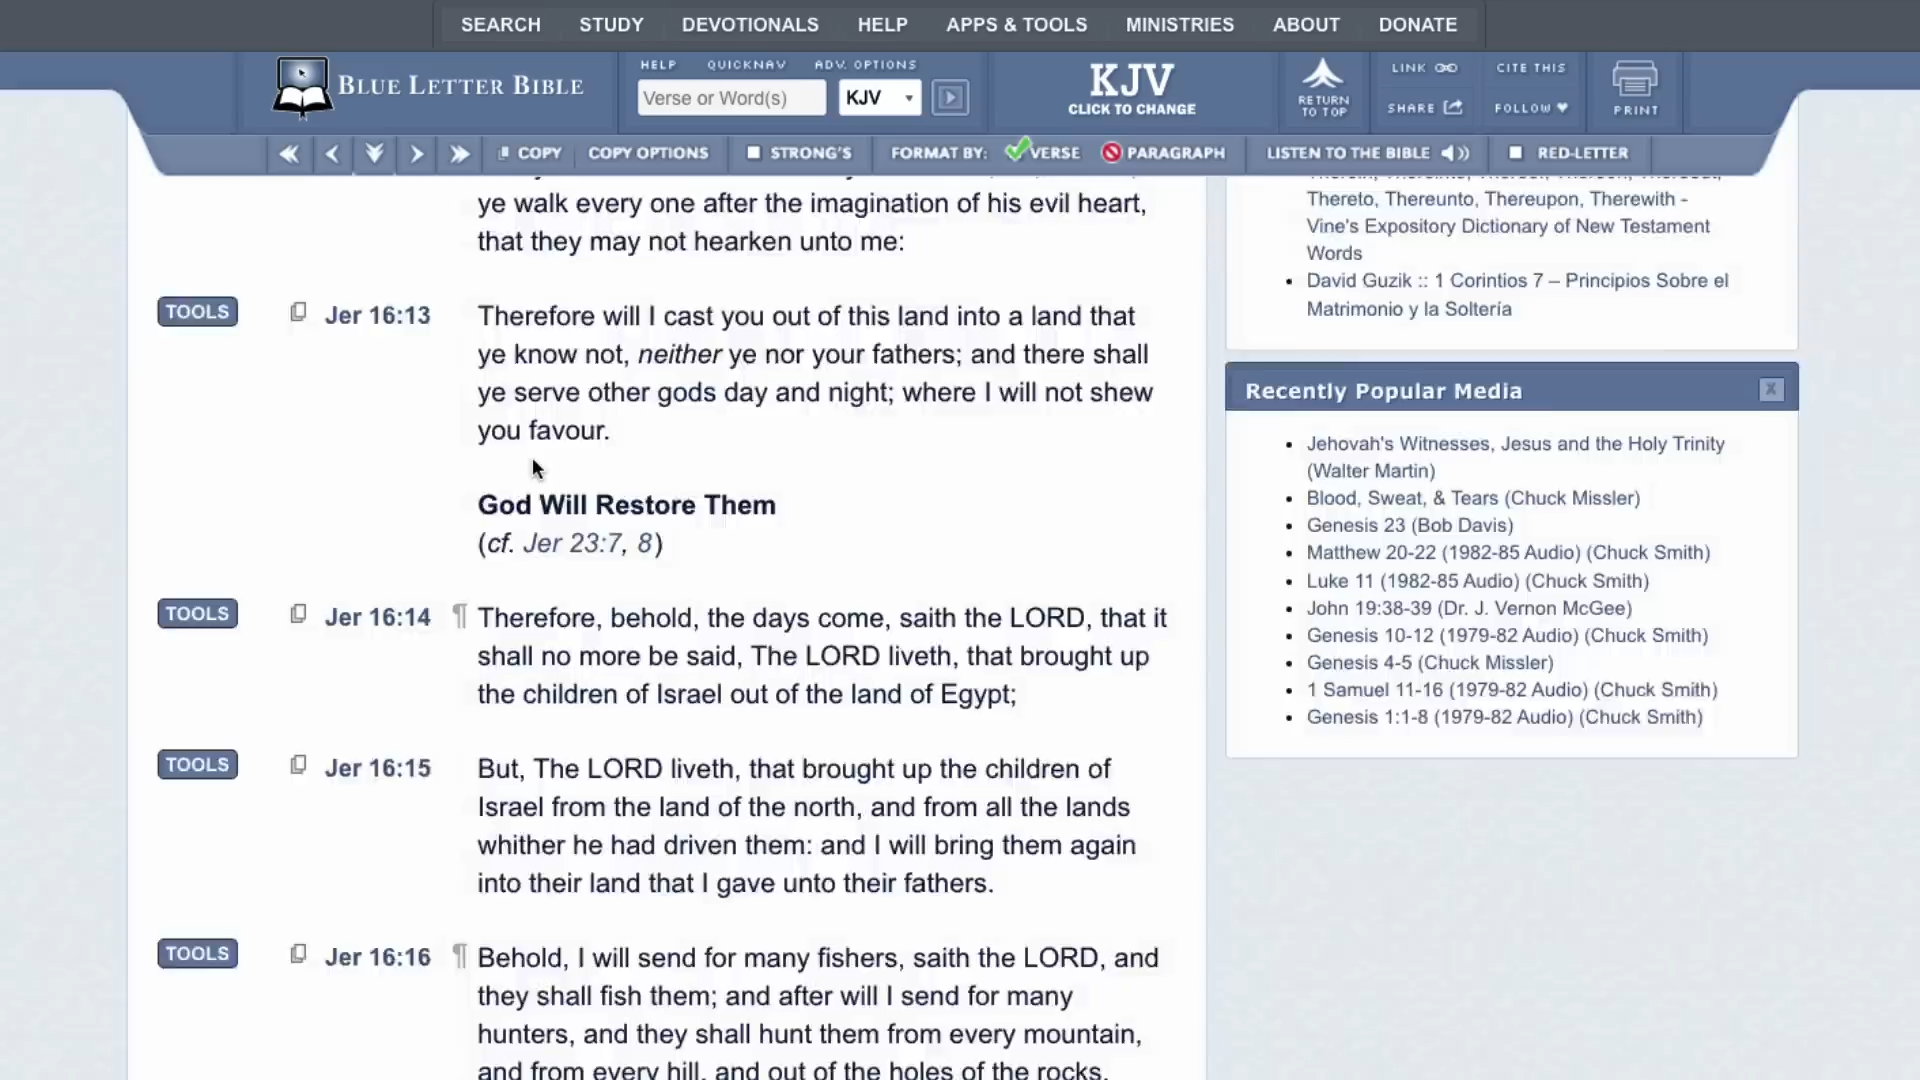 SEARCH STUDY DEVOTIONALS HELP APPS & TOOLS MINISTRIES ABOUT DONATE
BLUE LETTER BIBLE
HELP QUICKNAV ADV. OPTIONS
Verse or Word(s) KJV
KJV
CLICK TO CHANGE
RETURN
TO TOP
LINK CITE THIS
SHARE FOLLOW
PRINT
COPY COPY OPTIONS STRONG'S FORMAT BY: VERSE PARAGRAPH LISTEN TO THE BIBLE RED-LETTER
ye walk every one after the imagination of his evil heart,
that they may not hearken unto me:
TOOLS Jer 16:13 Therefore will I cast you out of this land into a land that
ye know not, neither ye nor your fathers; and there shall
ye serve other gods day and night; where I will not shew
you favour.
God Will Restore Them
(cf. Jer 23:7, 8)
TOOLS Jer 16:14 ¶ Therefore, behold, the days come, saith the LORD, that it
shall no more be said, The LORD liveth, that brought up
the children of Israel out of the land of Egypt;
TOOLS Jer 16:15 But, The LORD liveth, that brought up the children of
Israel from the land of the north, and from all the lands
whither he had driven them: and I will bring them again
into their land that I gave unto their fathers.
TOOLS Jer 16:16 ¶ Behold, I will send for many fishers, saith the LORD, and
they shall fish them; and after will I send for many
hunters, and they shall hunt them from every mountain,
and from every hill, and out of the holes of the rocks.
Thereto, Thereunto, Thereupon, Therewith -
Vine's Expository Dictionary of New Testament
Words
• David Guzik :: 1 Corintios 7 – Principios Sobre el
Matrimonio y la Soltería
Recently Popular Media X
• Jehovah's Witnesses, Jesus and the Holy Trinity
(Walter Martin)
• Blood, Sweat, & Tears (Chuck Missler)
• Genesis 23 (Bob Davis)
• Matthew 20-22 (1982-85 Audio) (Chuck Smith)
• Luke 11 (1982-85 Audio) (Chuck Smith)
• John 19:38-39 (Dr. J. Vernon McGee)
• Genesis 10-12 (1979-82 Audio) (Chuck Smith)
• Genesis 4-5 (Chuck Missler)
• 1 Samuel 11-16 (1979-82 Audio) (Chuck Smith)
• Genesis 1:1-8 (1979-82 Audio) (Chuck Smith)